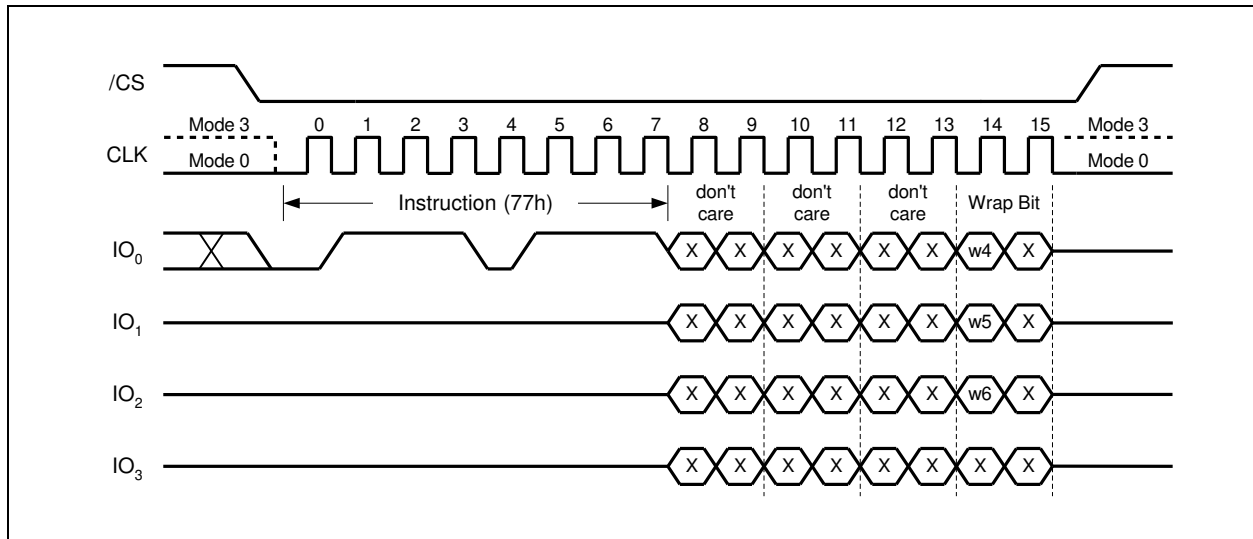 /CS
Mode 3 0 1 2 3 4 5 6 7 8 9 10 11 12 13 14 15 Mode 3
CLK Mode 0 Mode 0
Instruction (77h) don't care don't care don't care Wrap Bit
IO0 X X X X X X w4 X
IO1 X X X X X X w5 X
IO2 X X X X X X w6 X
IO3 X X X X X X X X